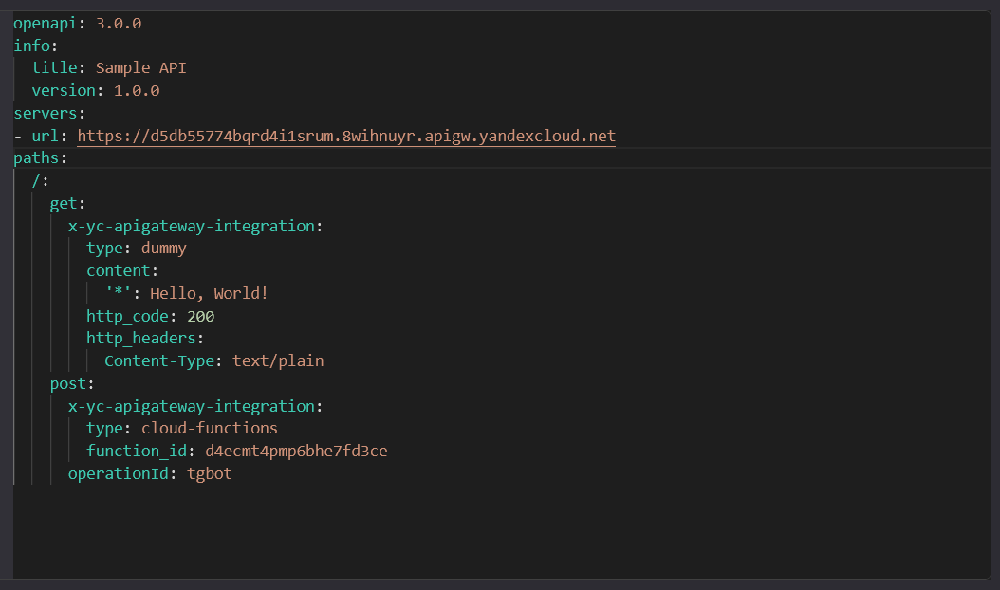 openapi: 3.0.0
info:
  title: Sample API
  version: 1.0.0
servers:
- url: https://d5db55774bqrd4i1srum.8wihnuyr.apigw.yandexcloud.net
paths:
  /:
    get:
      x-yc-apigateway-integration:
        type: dummy
        content:
          '*': Hello, World!
        http_code: 200
        http_headers:
          Content-Type: text/plain
    post:
      x-yc-apigateway-integration:
        type: cloud-functions
        function_id: d4ecmt4pmp6bhe7fd3ce
      operationId: tgbot